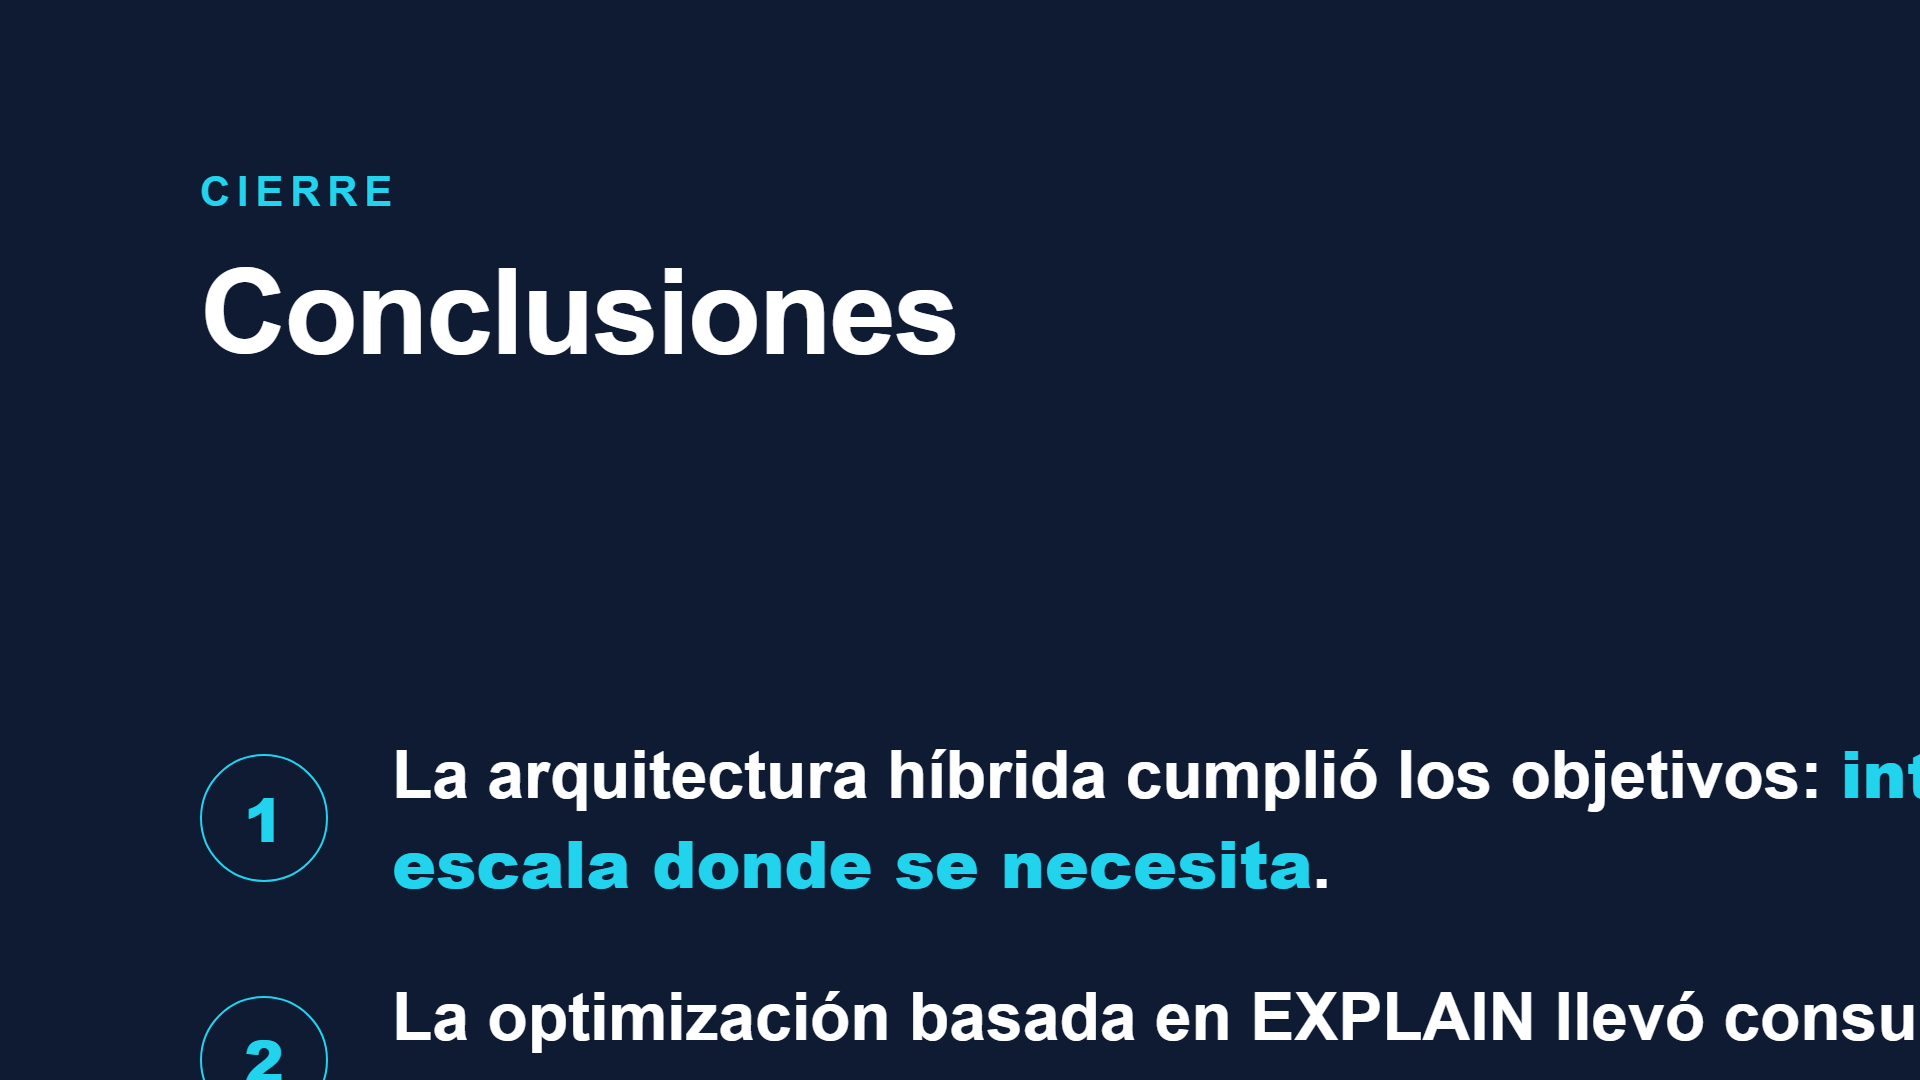 CIERRE
Conclusiones
1
La arquitectura híbrida cumplió los objetivos:
escala donde se necesita.
2
La optimización basada en EXPLAIN llevó